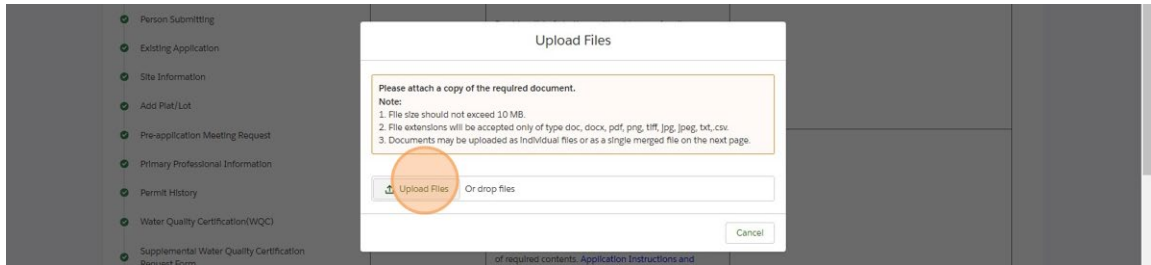 Person Submitting
Existing Application
Site Information
Add Plat/Lot
Pre-application Meeting Request
Primary Professional Information
Permit History
Water Quality Certification(WQC)
Supplemental Water Quality Certification
Request Form
Upload Files
Please attach a copy of the required document.
Note:
1. File size should not exceed 10 MB.
2. File extensions will be accepted only of type doc, docx, pdf, png, tiff, jpg, jpeg, txt,.csv.
3. Documents may be uploaded as individual files or as a single merged file on the next page.
Upload Files Or drop files
Cancel
of required contents. Application Instructions and